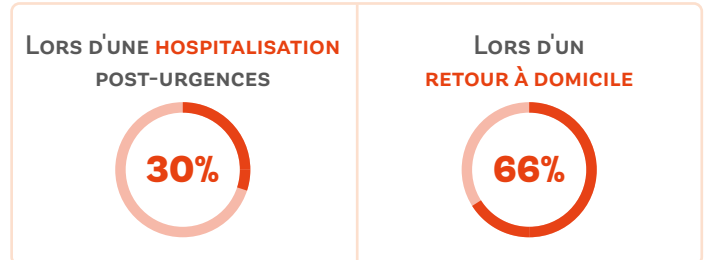 Lors d'une hospitalisation
post-urgences
30%
Lors d'un
retour à domicile
66%